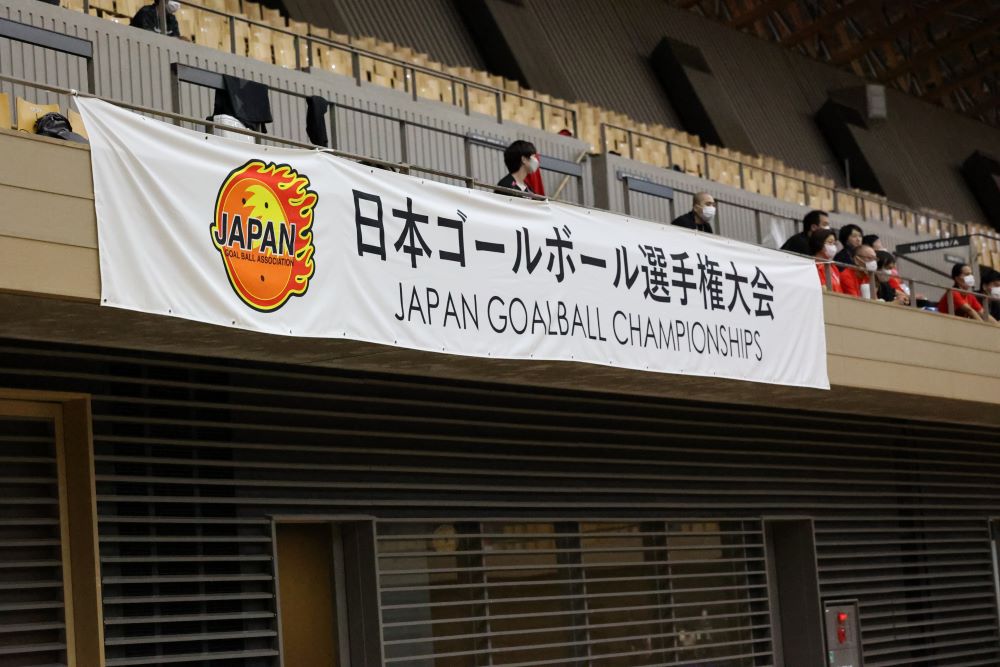 JAPAN
GOAL BALL ASSOCIATION
日本ゴールボール選手権大会
JAPAN GOALBALL CHAMPIONSHIPS